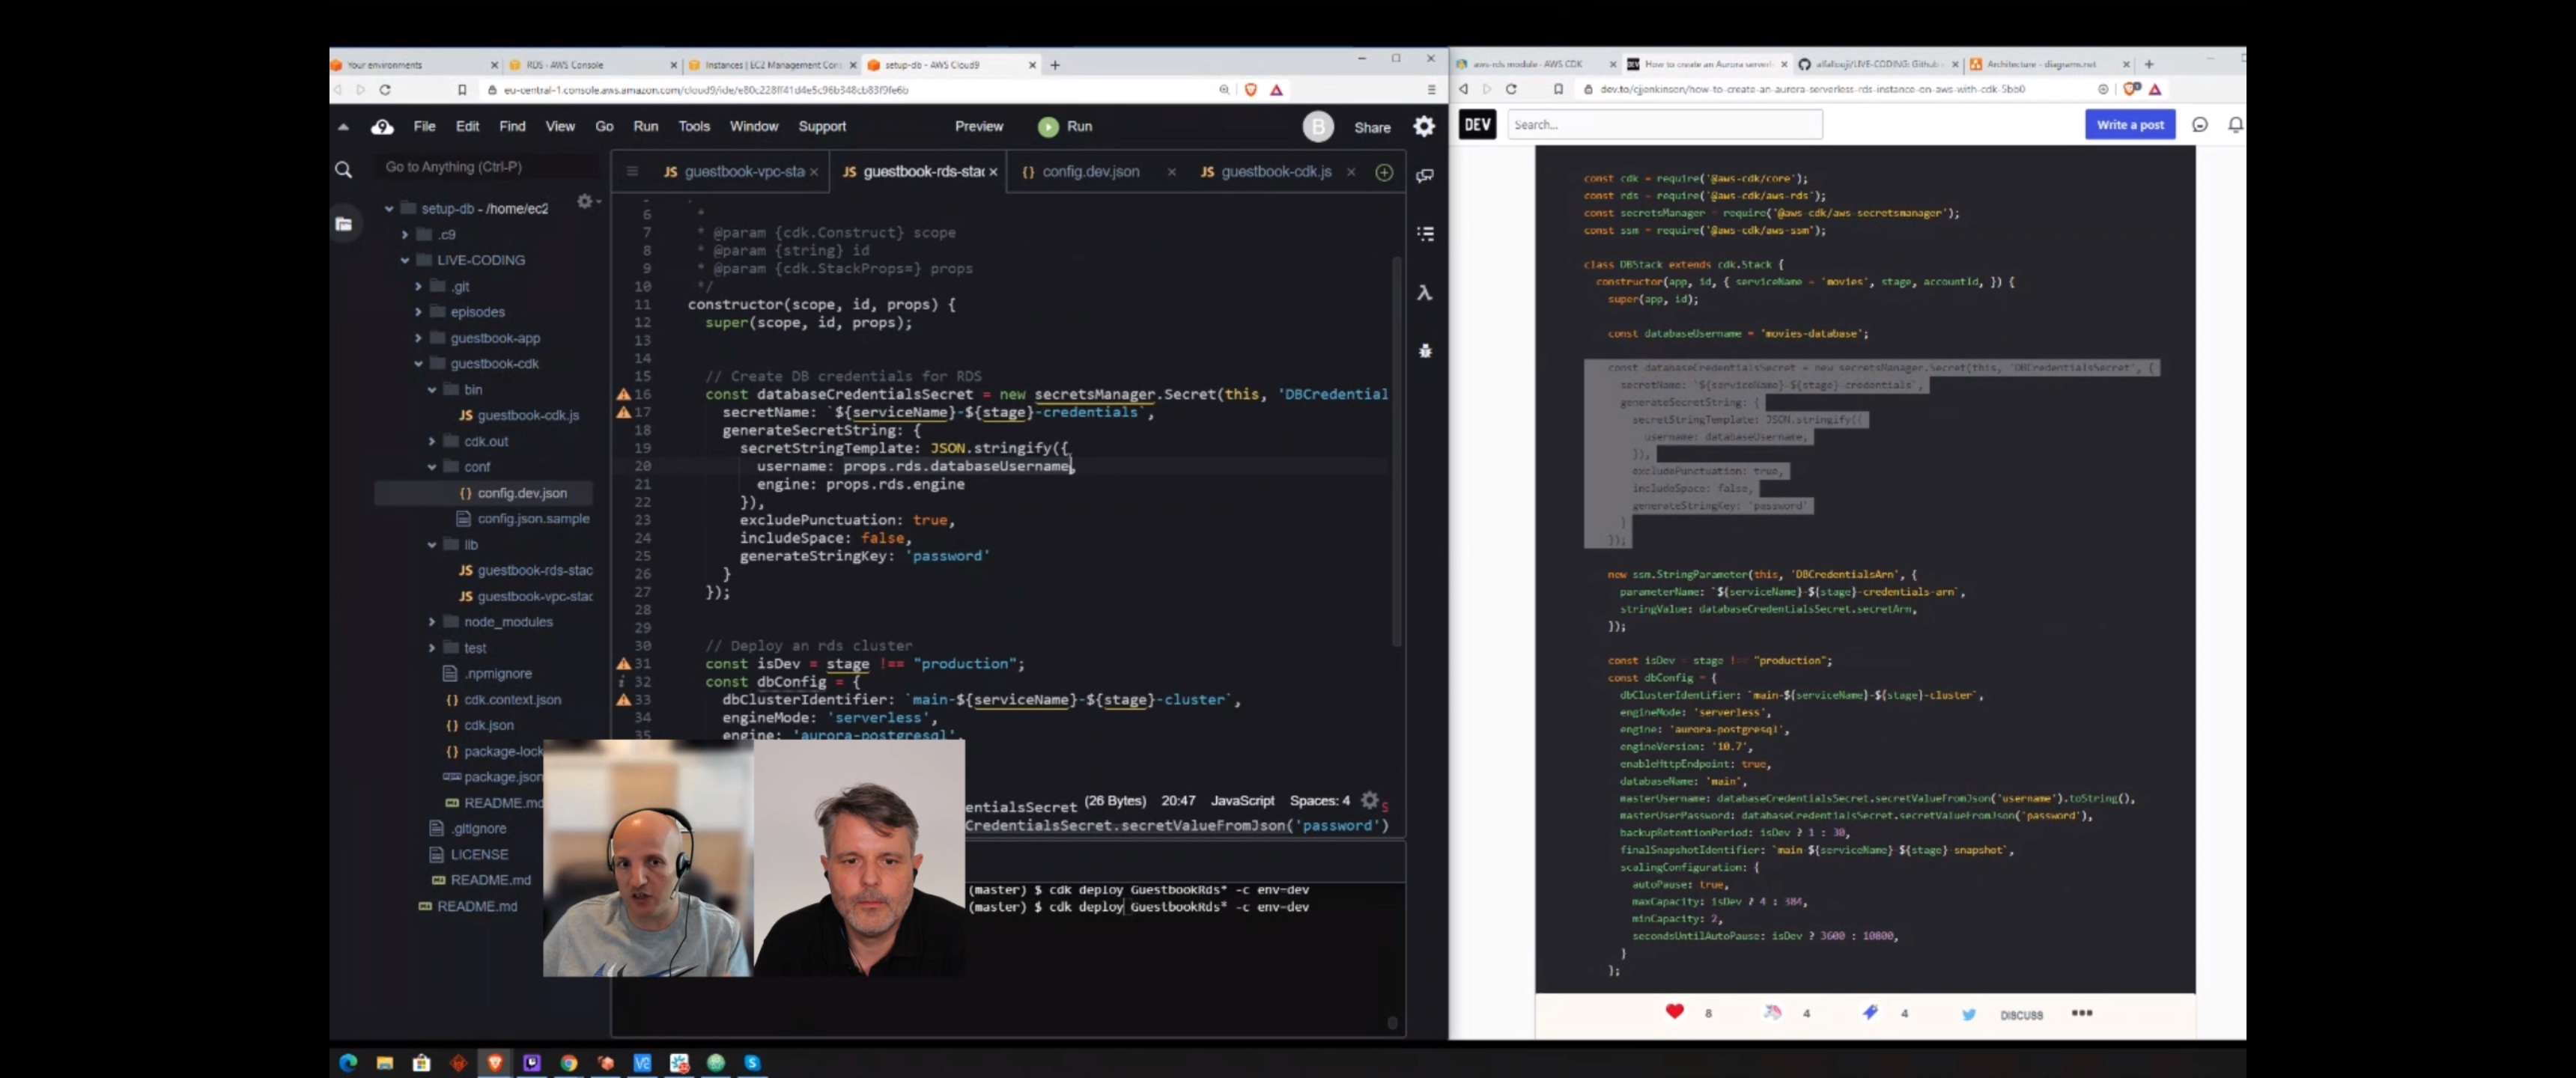 Your environments
RDS - AWS Console
Instances | EC2 Management Con
setup-db - AWS Cloud9
eu-central-1.console.aws.amazon.com/cloud9/ide/e80c228ff41d4e5c96b348cb83f9fe6b
File Edit Find View Go Run Tools Window Support Preview Run Share
B
Go to Anything (Ctrl-P)
setup-db - /home/ec2
.c9
LIVE-CODING
.git
episodes
guestbook-app
guestbook-cdk
bin
JS guestbook-cdk.js
cdk.out
conf
{} config.dev.json
config.json.sample
lib
JS guestbook-rds-stac
JS guestbook-vpc-stac
node_modules
test
.npmignore
{} cdk.context.json
{} cdk.json
{} package-lock
package.json
README.md
.gitignore
LICENSE
README.md
README.md
JS guestbook-vpc-sta
JS guestbook-rds-stac
{} config.dev.json
JS guestbook-cdk.js
6 *
7 * @param {cdk.Construct} scope
8 * @param {string} id
9 * @param {cdk.StackProps=} props
10 */
11 constructor(scope, id, props) {
12 super(scope, id, props);
13
14
15 // Create DB credentials for RDS
16 const databaseCredentialsSecret = new secretsManager.Secret(this, 'DBCredential
17 secretName: `${serviceName}-${stage}-credentials`,
18 generateSecretString: {
19 secretStringTemplate: JSON.stringify({
20 username: props.rds.databaseUsername,
21 engine: props.rds.engine
22 }),
23 excludePunctuation: true,
24 includeSpace: false,
25 generateStringKey: 'password'
26 }
27 });
28
29
30 // Deploy an rds cluster
31 const isDev = stage !== "production";
32 const dbConfig = {
33 dbClusterIdentifier: `main-${serviceName}-${stage}-cluster`,
34 engineMode: 'serverless',
35 engine: 'aurora-postgresql',
entialsSecret
(26 Bytes) 20:47 JavaScript Spaces: 4
CredentialsSecret.secretValueFromJson('password')
(master) $ cdk deploy GuestbookRds* -c env=dev
(master) $ cdk deploy GuestbookRds* -c env=dev
aws-rds module - AWS CDK
How to create an Aurora serverl
alfallouji/LIVE-CODING: Github
Architecture - diagrams.net
dev.to/cjjenkinson/how-to-create-an-aurora-serverless-rds-instance-on-aws-with-cdk-5bb0
DEV
Search...
Write a post
const cdk = require('@aws-cdk/core');
const rds = require('@aws-cdk/aws-rds');
const secretsManager = require('@aws-cdk/aws-secretsmanager');
const ssm = require('@aws-cdk/aws-ssm');
class DBStack extends cdk.Stack {
constructor(app, id, { serviceName = 'movies', stage, accountId, }) {
super(app, id);
const databaseUsername = 'movies-database';
const databaseCredentialsSecret = new secretsManager.Secret(this, 'DBCredentialsSecret', {
secretName: `${serviceName}-${stage}-credentials`,
generateSecretString: {
secretStringTemplate: JSON.stringify({
username: databaseUsername,
}),
excludePunctuation: true,
includeSpace: false,
generateStringKey: 'password'
}
});
new ssm.StringParameter(this, 'DBCredentialsArn', {
parameterName: `${serviceName}-${stage}-credentials-arn`,
stringValue: databaseCredentialsSecret.secretArn,
});
const isDev = stage !== "production";
const dbConfig = {
dbClusterIdentifier: `main-${serviceName}-${stage}-cluster`,
engineMode: 'serverless',
engine: 'aurora-postgresql',
engineVersion: '10.7',
enableHttpEndpoint: true,
databaseName: 'main',
masterUsername: databaseCredentialsSecret.secretValueFromJson('username').toString(),
masterUserPassword: databaseCredentialsSecret.secretValueFromJson('password'),
backupRetentionPeriod: isDev ? 1 : 30,
finalSnapshotIdentifier: `main-${serviceName}-${stage}-snapshot`,
scalingConfiguration: {
autoPause: true,
maxCapacity: isDev ? 4 : 384,
minCapacity: 2,
secondsUntilAutoPause: isDev ? 3600 : 10800,
}
};
8 4 4 DISCUSS